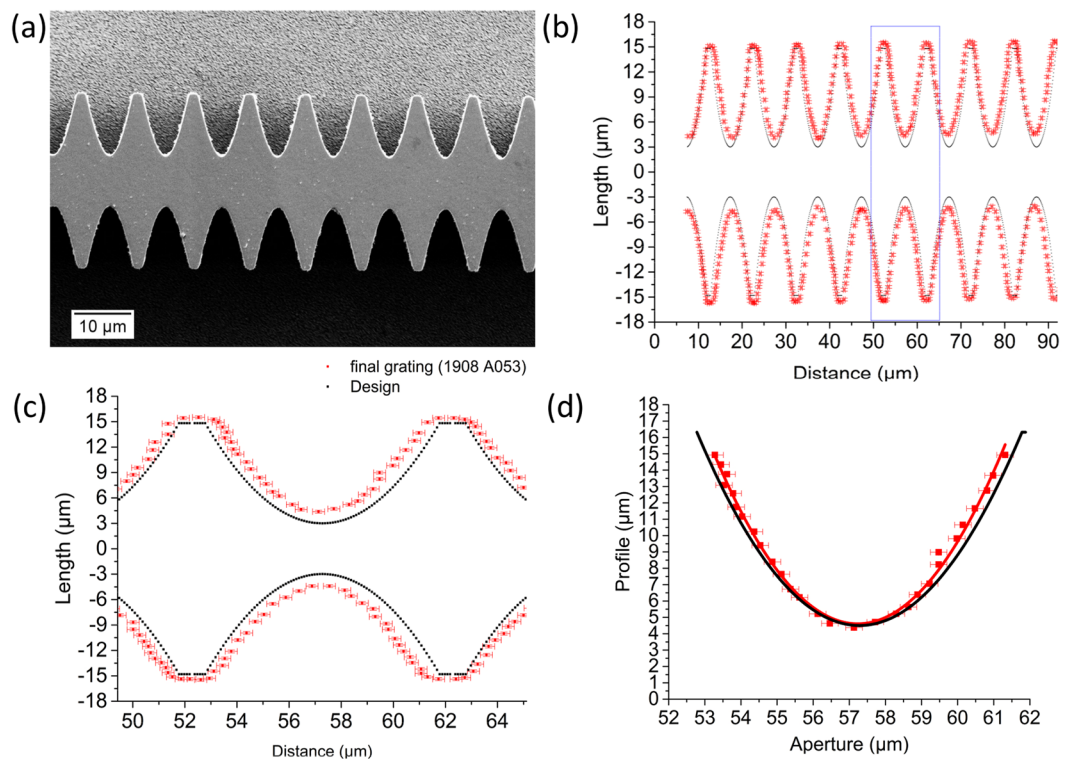 (a)
10 µm
(b)
18
15
12
9
6
3
0
-3
-6
-9
-12
-15
-18
Length (µm)
0 10 20 30 40 50 60 70 80 90
Distance (µm)
final grating (1908 A053)
Design
(c)
18
15
12
9
6
3
0
-3
-6
-9
-12
-15
-18
Length (µm)
50 52 54 56 58 60 62 64
Distance (µm)
(d)
18
17
16
15
14
13
12
11
10
9
8
7
6
5
4
3
2
1
0
Profile (µm)
52 53 54 55 56 57 58 59 60 61 62
Aperture (µm)